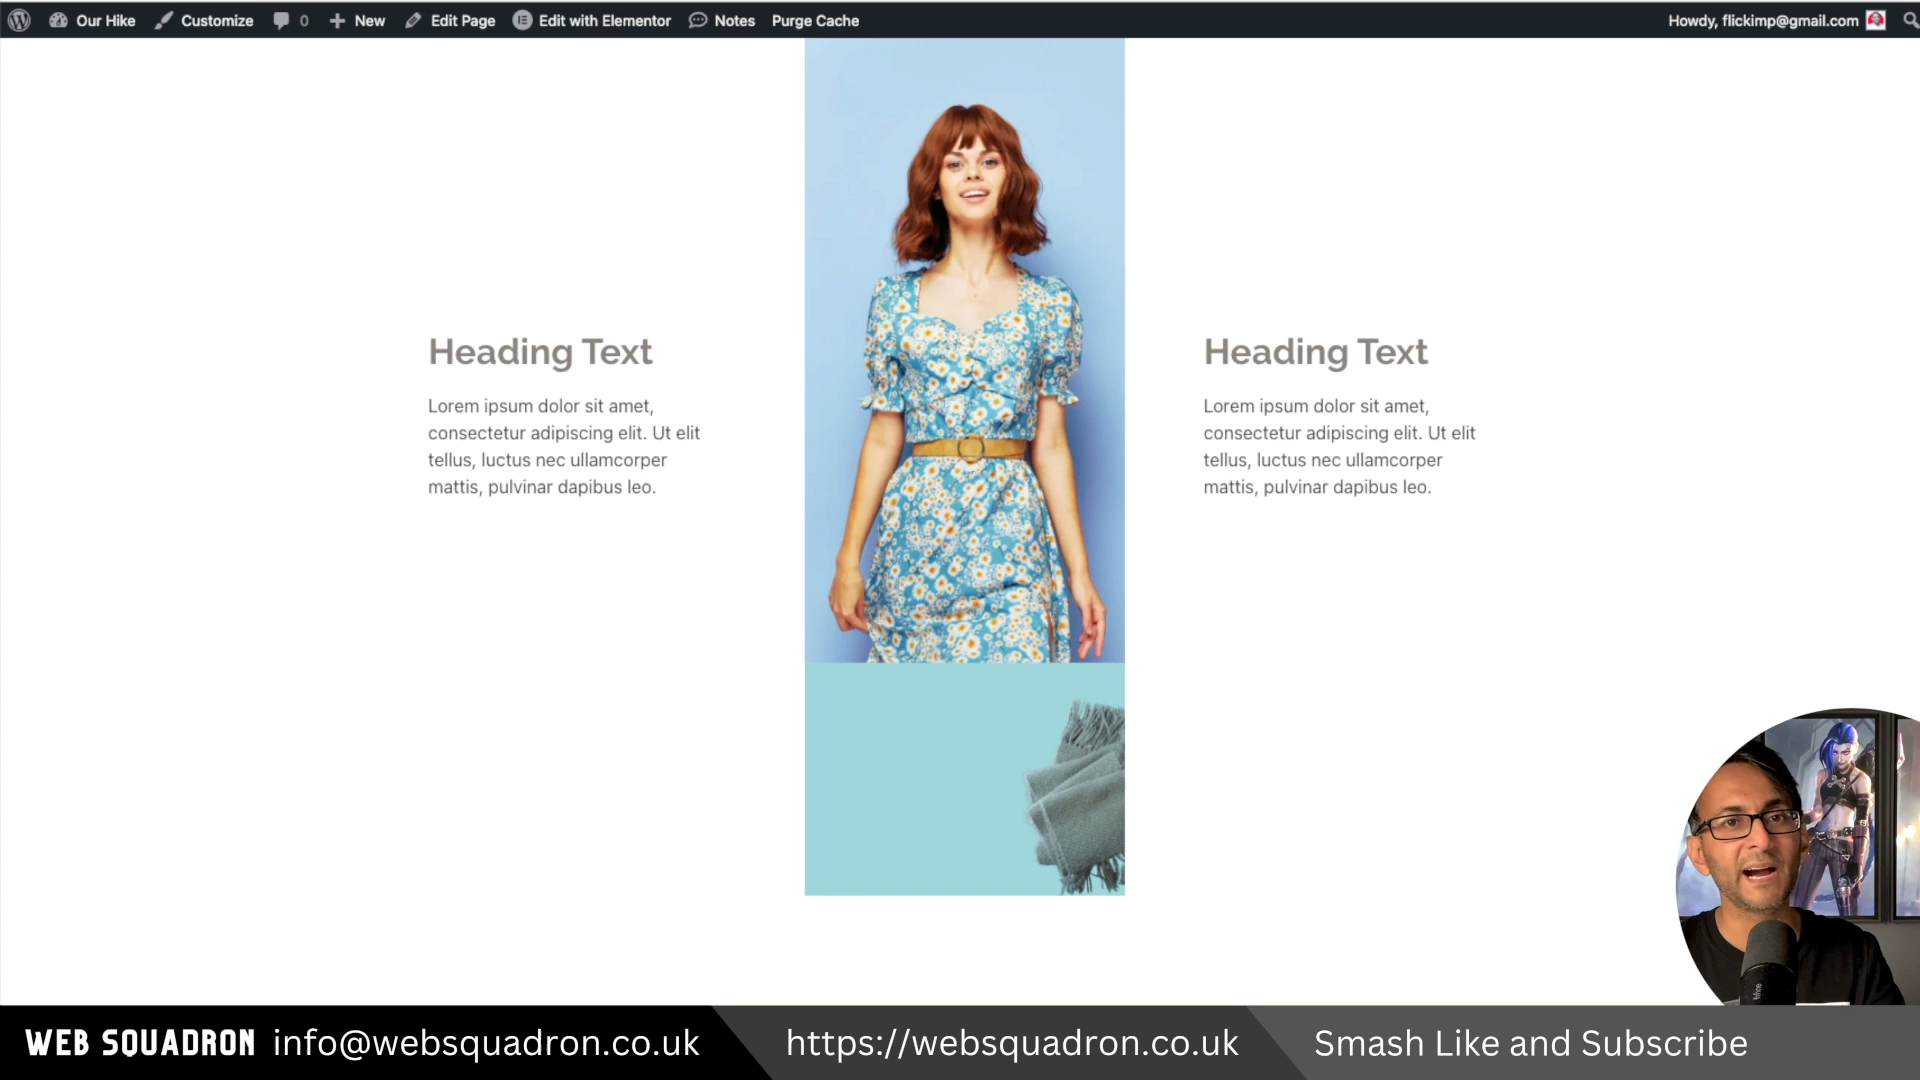 Our Hike Customize 0 New Edit Page Edit with Elementor Notes Purge Cache Howdy, flickimp@gmail.com
Heading Text
Lorem ipsum dolor sit amet,
consectetur adipiscing elit. Ut elit
tellus, luctus nec ullamcorper
mattis, pulvinar dapibus leo.
Heading Text
Lorem ipsum dolor sit amet,
consectetur adipiscing elit. Ut elit
tellus, luctus nec ullamcorper
mattis, pulvinar dapibus leo.
WEB SQUADRON info@websquadron.co.uk https://websquadron.co.uk Smash Like and Subscribe